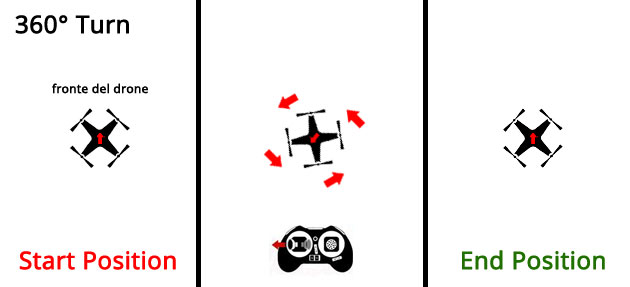 360° Turn
fronte del drone
Start Position
End Position